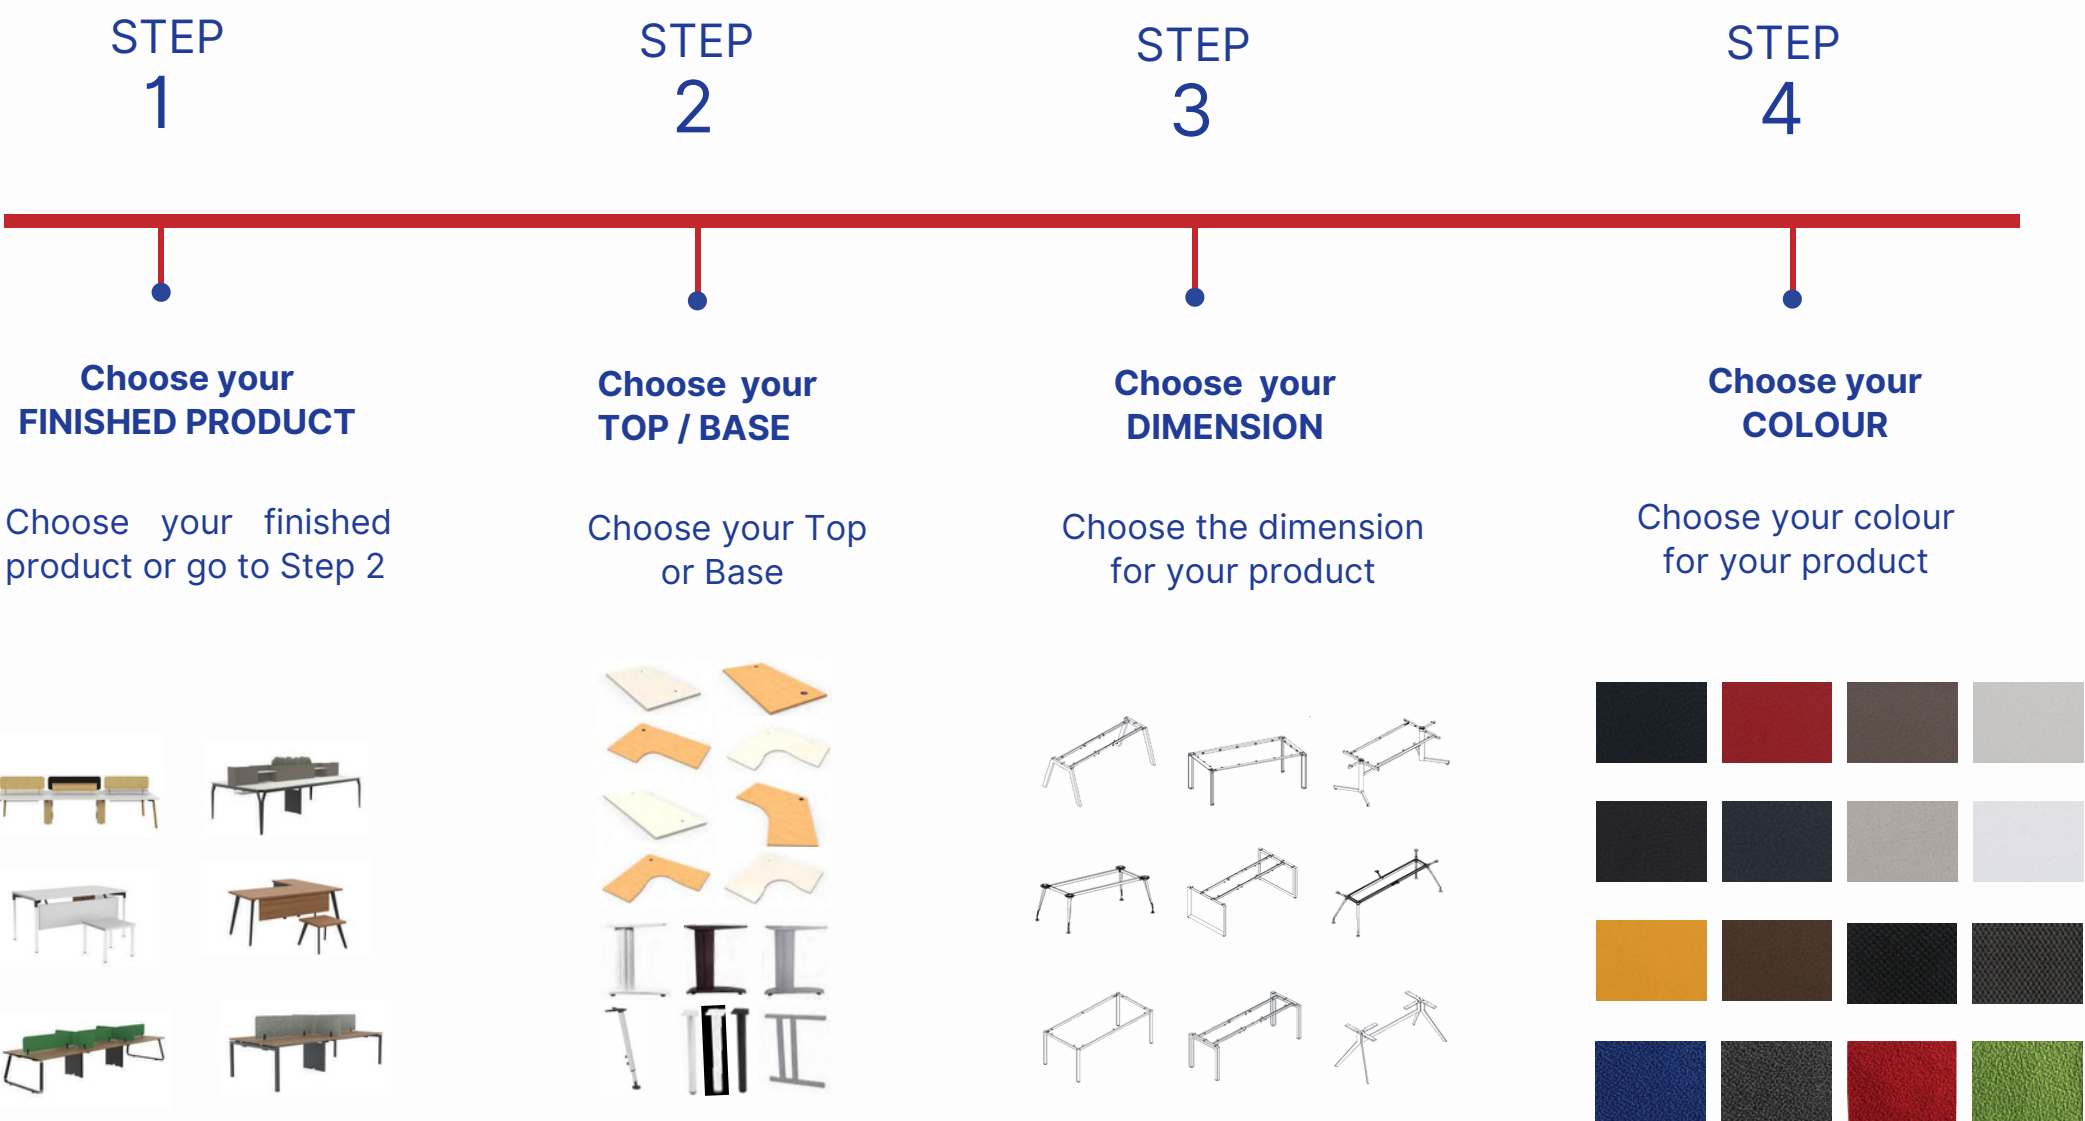 STEP
1
STEP
2
STEP
3
STEP
4
Choose your
FINISHED PRODUCT
Choose your finished
product or go to Step 2
Choose your
TOP / BASE
Choose your Top
or Base
Choose your
DIMENSION
Choose the dimension
for your product
Choose your
COLOUR
Choose your colour
for your product